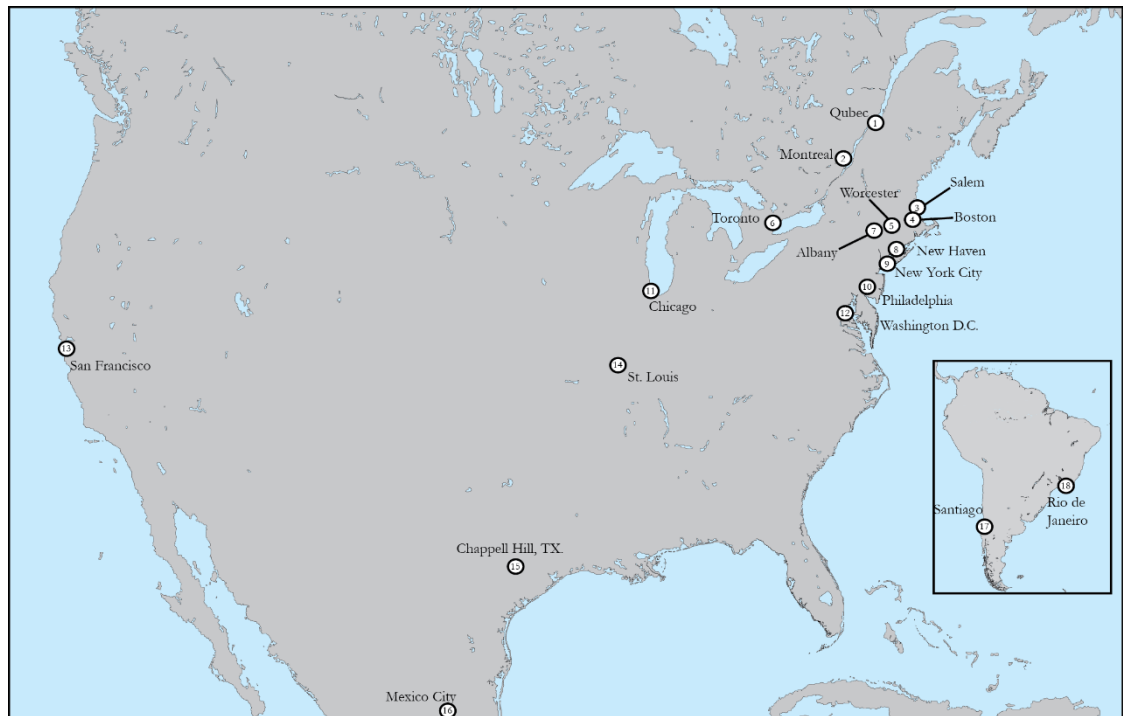 Qubec
1
Montreal
2
Worcester
Salem
3
Toronto
6
7
5
4
Boston
Albany
8
New Haven
9
New York City
10
Philadelphia
11
Chicago
12
Washington D.C.
13
San Francisco
14
St. Louis
18
Rio de
Janeiro
Santiago
17
Chappell Hill, TX.
15
Mexico City
16